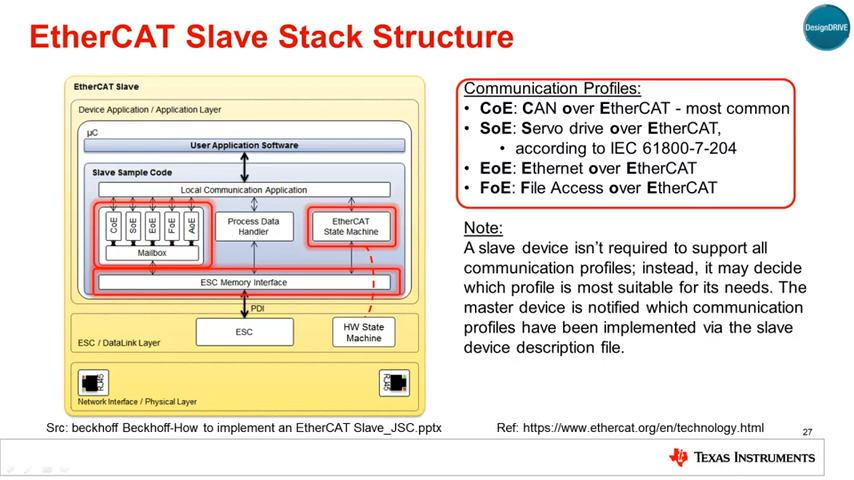 EtherCAT Slave Stack Structure
DesignDRIVE
EtherCAT Slave
Device Application / Application Layer
µC
User Application Software
Slave Sample Code
Local Communication Application
CoE
SoE
EoE
FoE
AoE
Mailbox
Process Data
Handler
EtherCAT
State Machine
ESC Memory Interface
PDI
ESC
HW State
Machine
ESC / DataLink Layer
RJ45
RJ45
Network Interface / Physical Layer
Communication Profiles:
• CoE: CAN over EtherCAT - most common
• SoE: Servo drive over EtherCAT,
• according to IEC 61800-7-204
• EoE: Ethernet over EtherCAT
• FoE: File Access over EtherCAT
Note:
A slave device isn't required to support all
communication profiles; instead, it may decide
which profile is most suitable for its needs. The
master device is notified which communication
profiles have been implemented via the slave
device description file.
Src: beckhoff Beckhoff-How to implement an EtherCAT Slave_JSC.pptx
Ref: https://www.ethercat.org/en/technology.html
27
TEXAS INSTRUMENTS